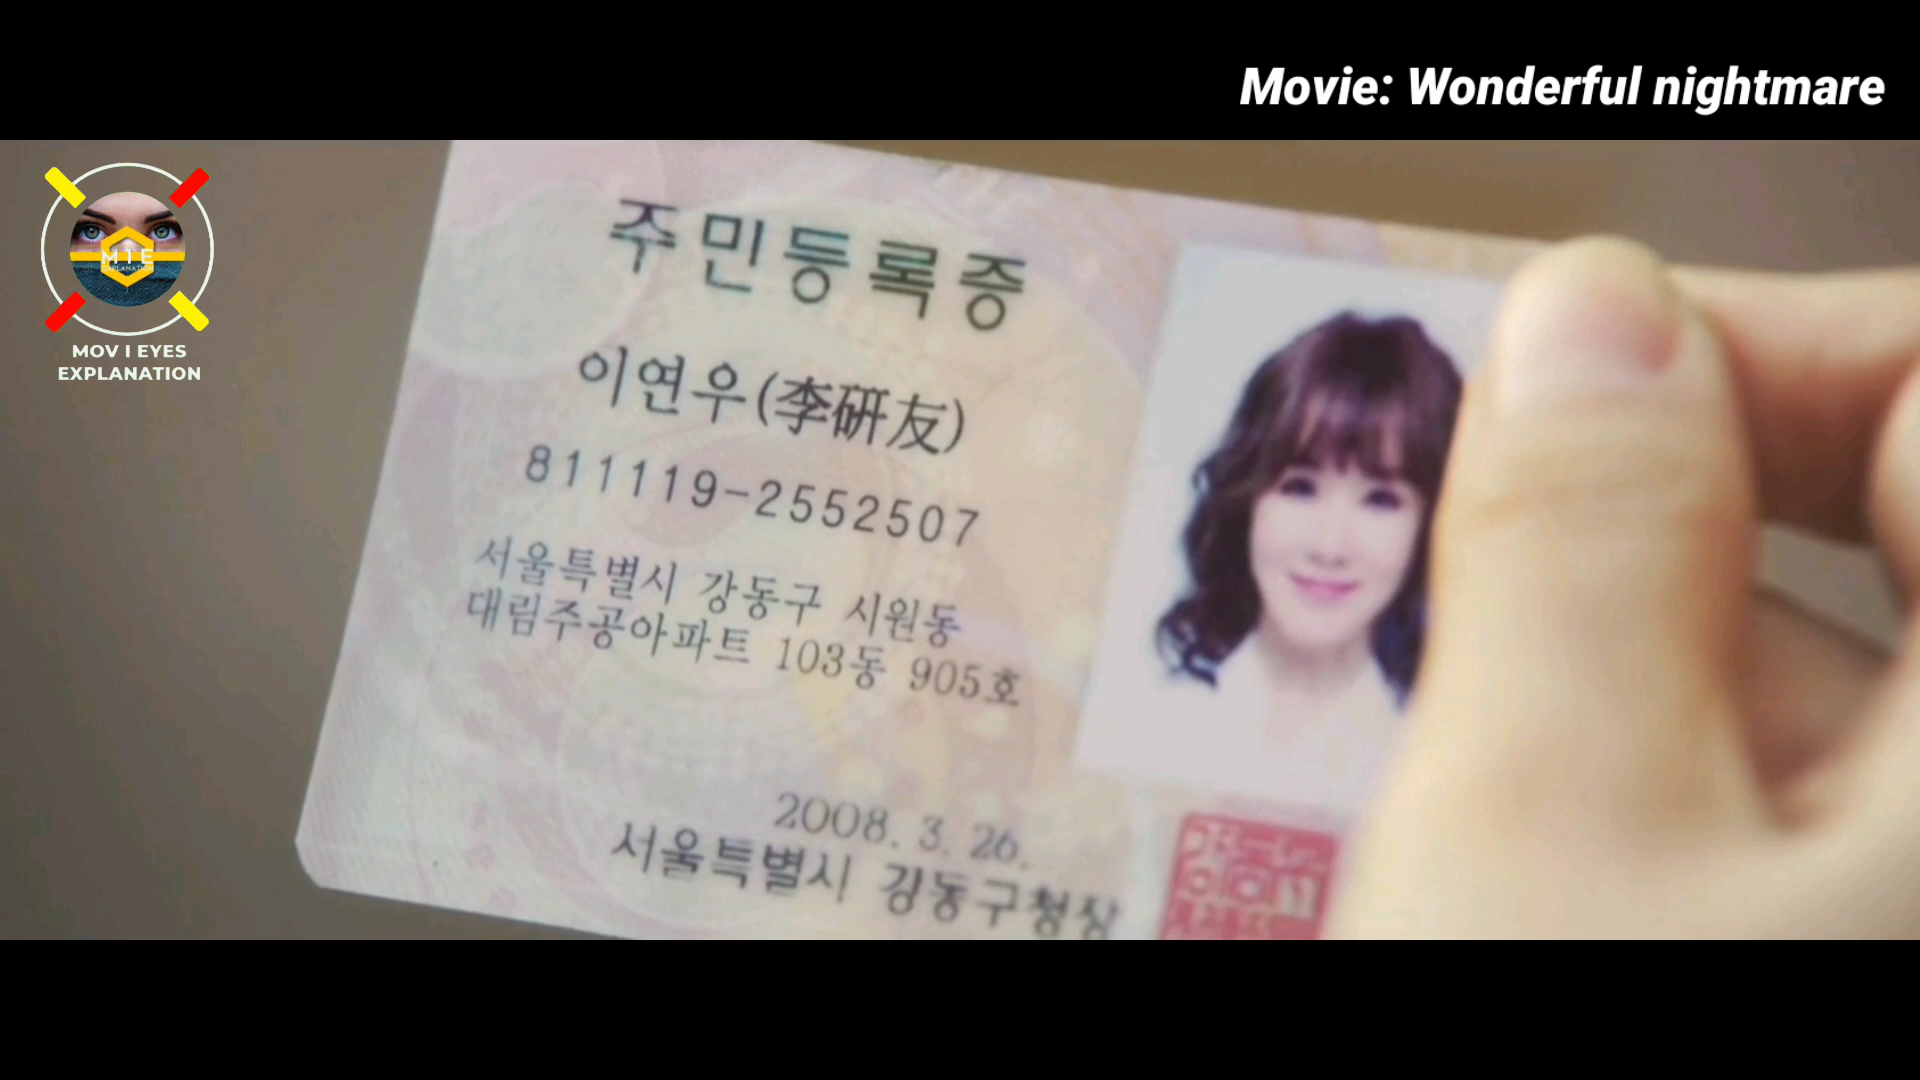 Movie: Wonderful nightmare
MTE
EXPLANATION
MOV I EYES
EXPLANATION
주민등록증
이연우(李硏友)
811119-2552507
서울특별시 강동구 시원동
대림주공아파트 103동 905호
2008. 3. 26.
서울특별시 강동구청장